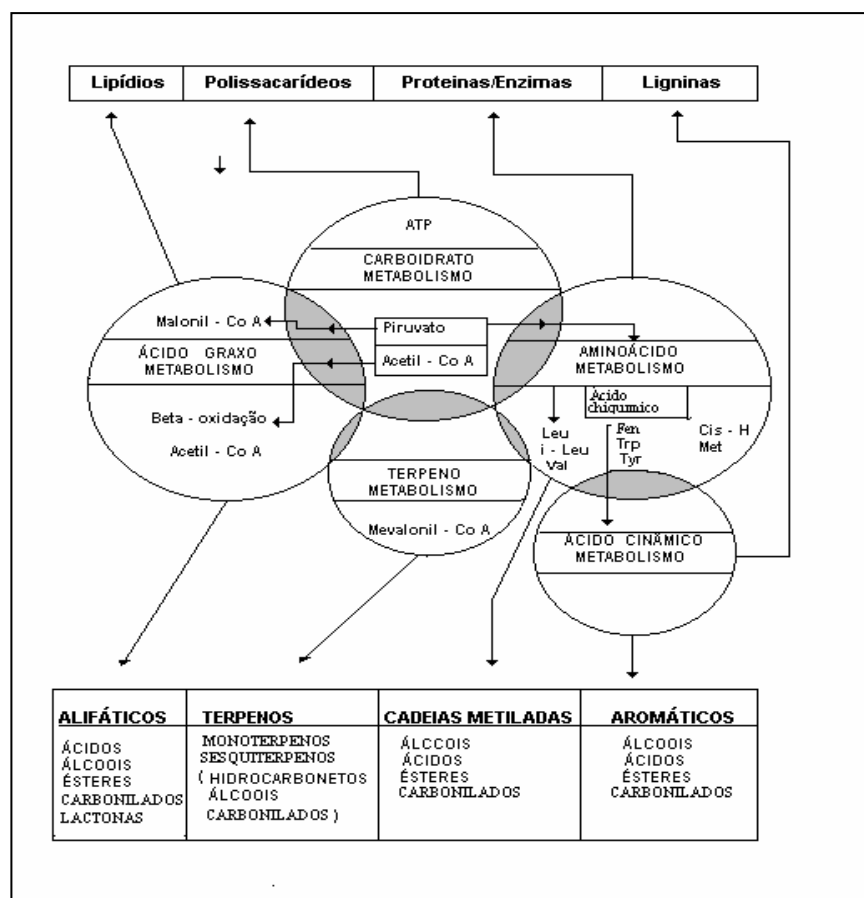 Lipídios Polissacarídeos Proteinas/Enzimas Ligninas
ATP
CARBOIDRATO
METABOLISMO
Malonil - Co A
Piruvato
Acetil - Co A
ÁCIDO GRAXO
METABOLISMO
AMINOÁCIDO
METABOLISMO
Beta - oxidação
Acetil - Co A
Ácido
chiquimico
Leu
i - Leu
Val
Fen
Trp
Tyr
Cis - H
Met
TERPENO
METABOLISMO
Mevalonil - Co A
ÁCIDO CINÂMICO
METABOLISMO
ALIFÁTICOS
ÁCIDOS
ÁLCOOIS
ÉSTERES
CARBONILADOS
LACTONAS
TERPENOS
MONOTERPENOS
SESQUITERPENOS
( HIDROCARBONETOS
ÁLCOOIS
CARBONILADOS )
CADEIAS METILADAS
ÁLCCOIS
ÁCIDOS
ÉSTERES
CARBONILADOS
AROMÁTICOS
ÁLCOOIS
ÁCIDOS
ÉSTERES
CARBONILADOS